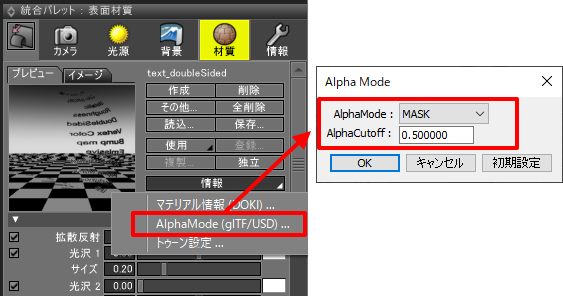 統合パレット : 表面材質
カメラ
光源
背景
材質
情報
プレビュー
イメージ
text_doubleSided
作成
削除
その他...
全削除
読込...
保存...
使用
登録...
複製...
独立
情報
マテリアル情報 (DOKI) ...
AlphaMode (glTF/USD) ...
トゥーン設定 ...
拡散反射
光沢 1
サイズ
0.20
光沢 2
0.00
Roughness
DoubleSided
Vertex Color
Bump map
Emissive
Alpha Mode
AlphaMode :
MASK
AlphaCutoff :
0.500000
OK
キャンセル
初期設定